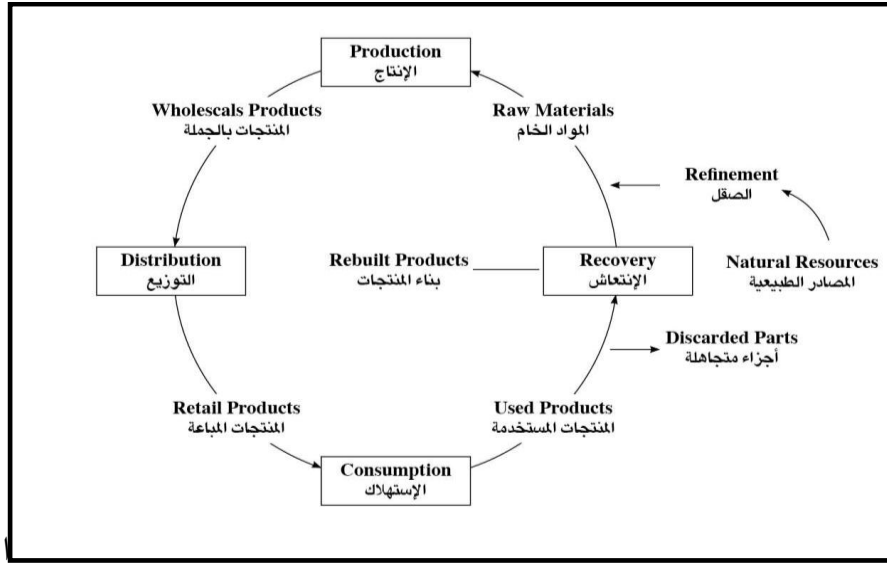 Production
الإنتاج
Wholescals Products
المنتجات بالجملة
Raw Materials
المواد الخام
Refinement
الصقل
Distribution
التوزيع
Rebuilt Products
بناء المنتجات
Recovery
الإنتعاش
Natural Resources
المصادر الطبيعية
Discarded Parts
أجزاء متجاهلة
Retail Products
المنتجات المباعة
Used Products
المنتجات المستخدمة
Consumption
الإستهلاك